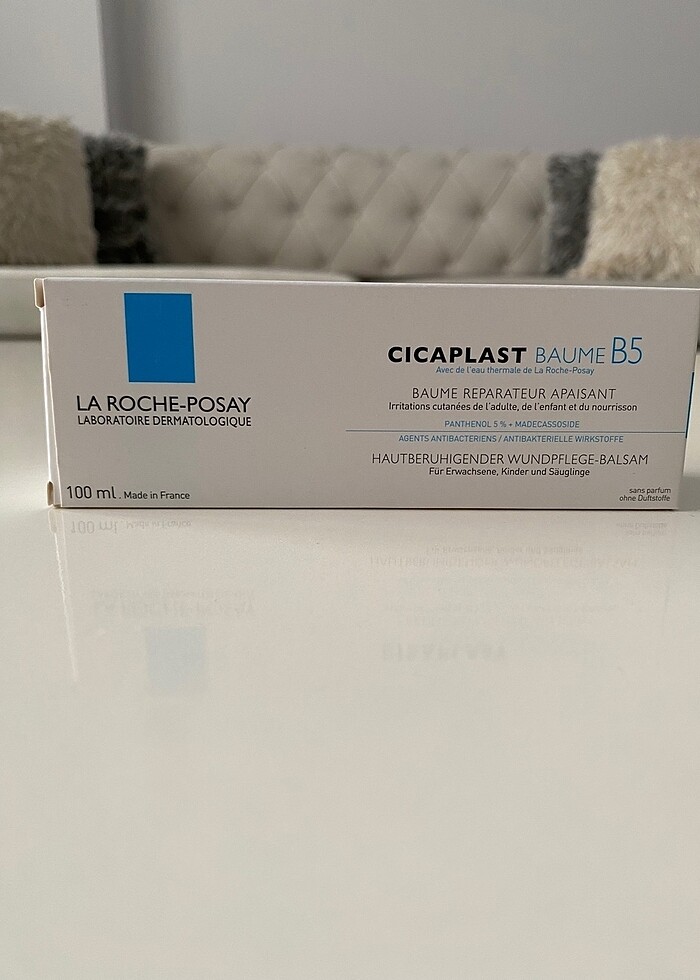 LA ROCHE-POSAY
LABORATOIRE DERMATOLOGIQUE
100 ml. Made in France
CICAPLAST BAUME B5
Avec de l'eau thermale de La Roche-Posay
BAUME REPARATEUR APAISANT
Irritations cutanées de l'adulte, de l'enfant et du nourrisson
PANTHENOL 5 % + MADECASSOSIDE
AGENTS ANTIBACTERIENS / ANTIBAKTERIELLE WIRKSTOFFE
HAUTBERUHIGENDER WUNDPFLEGE-BALSAM
Für Erwachsene, Kinder und Säuglinge
sans parfum
ohne Duftstoffe